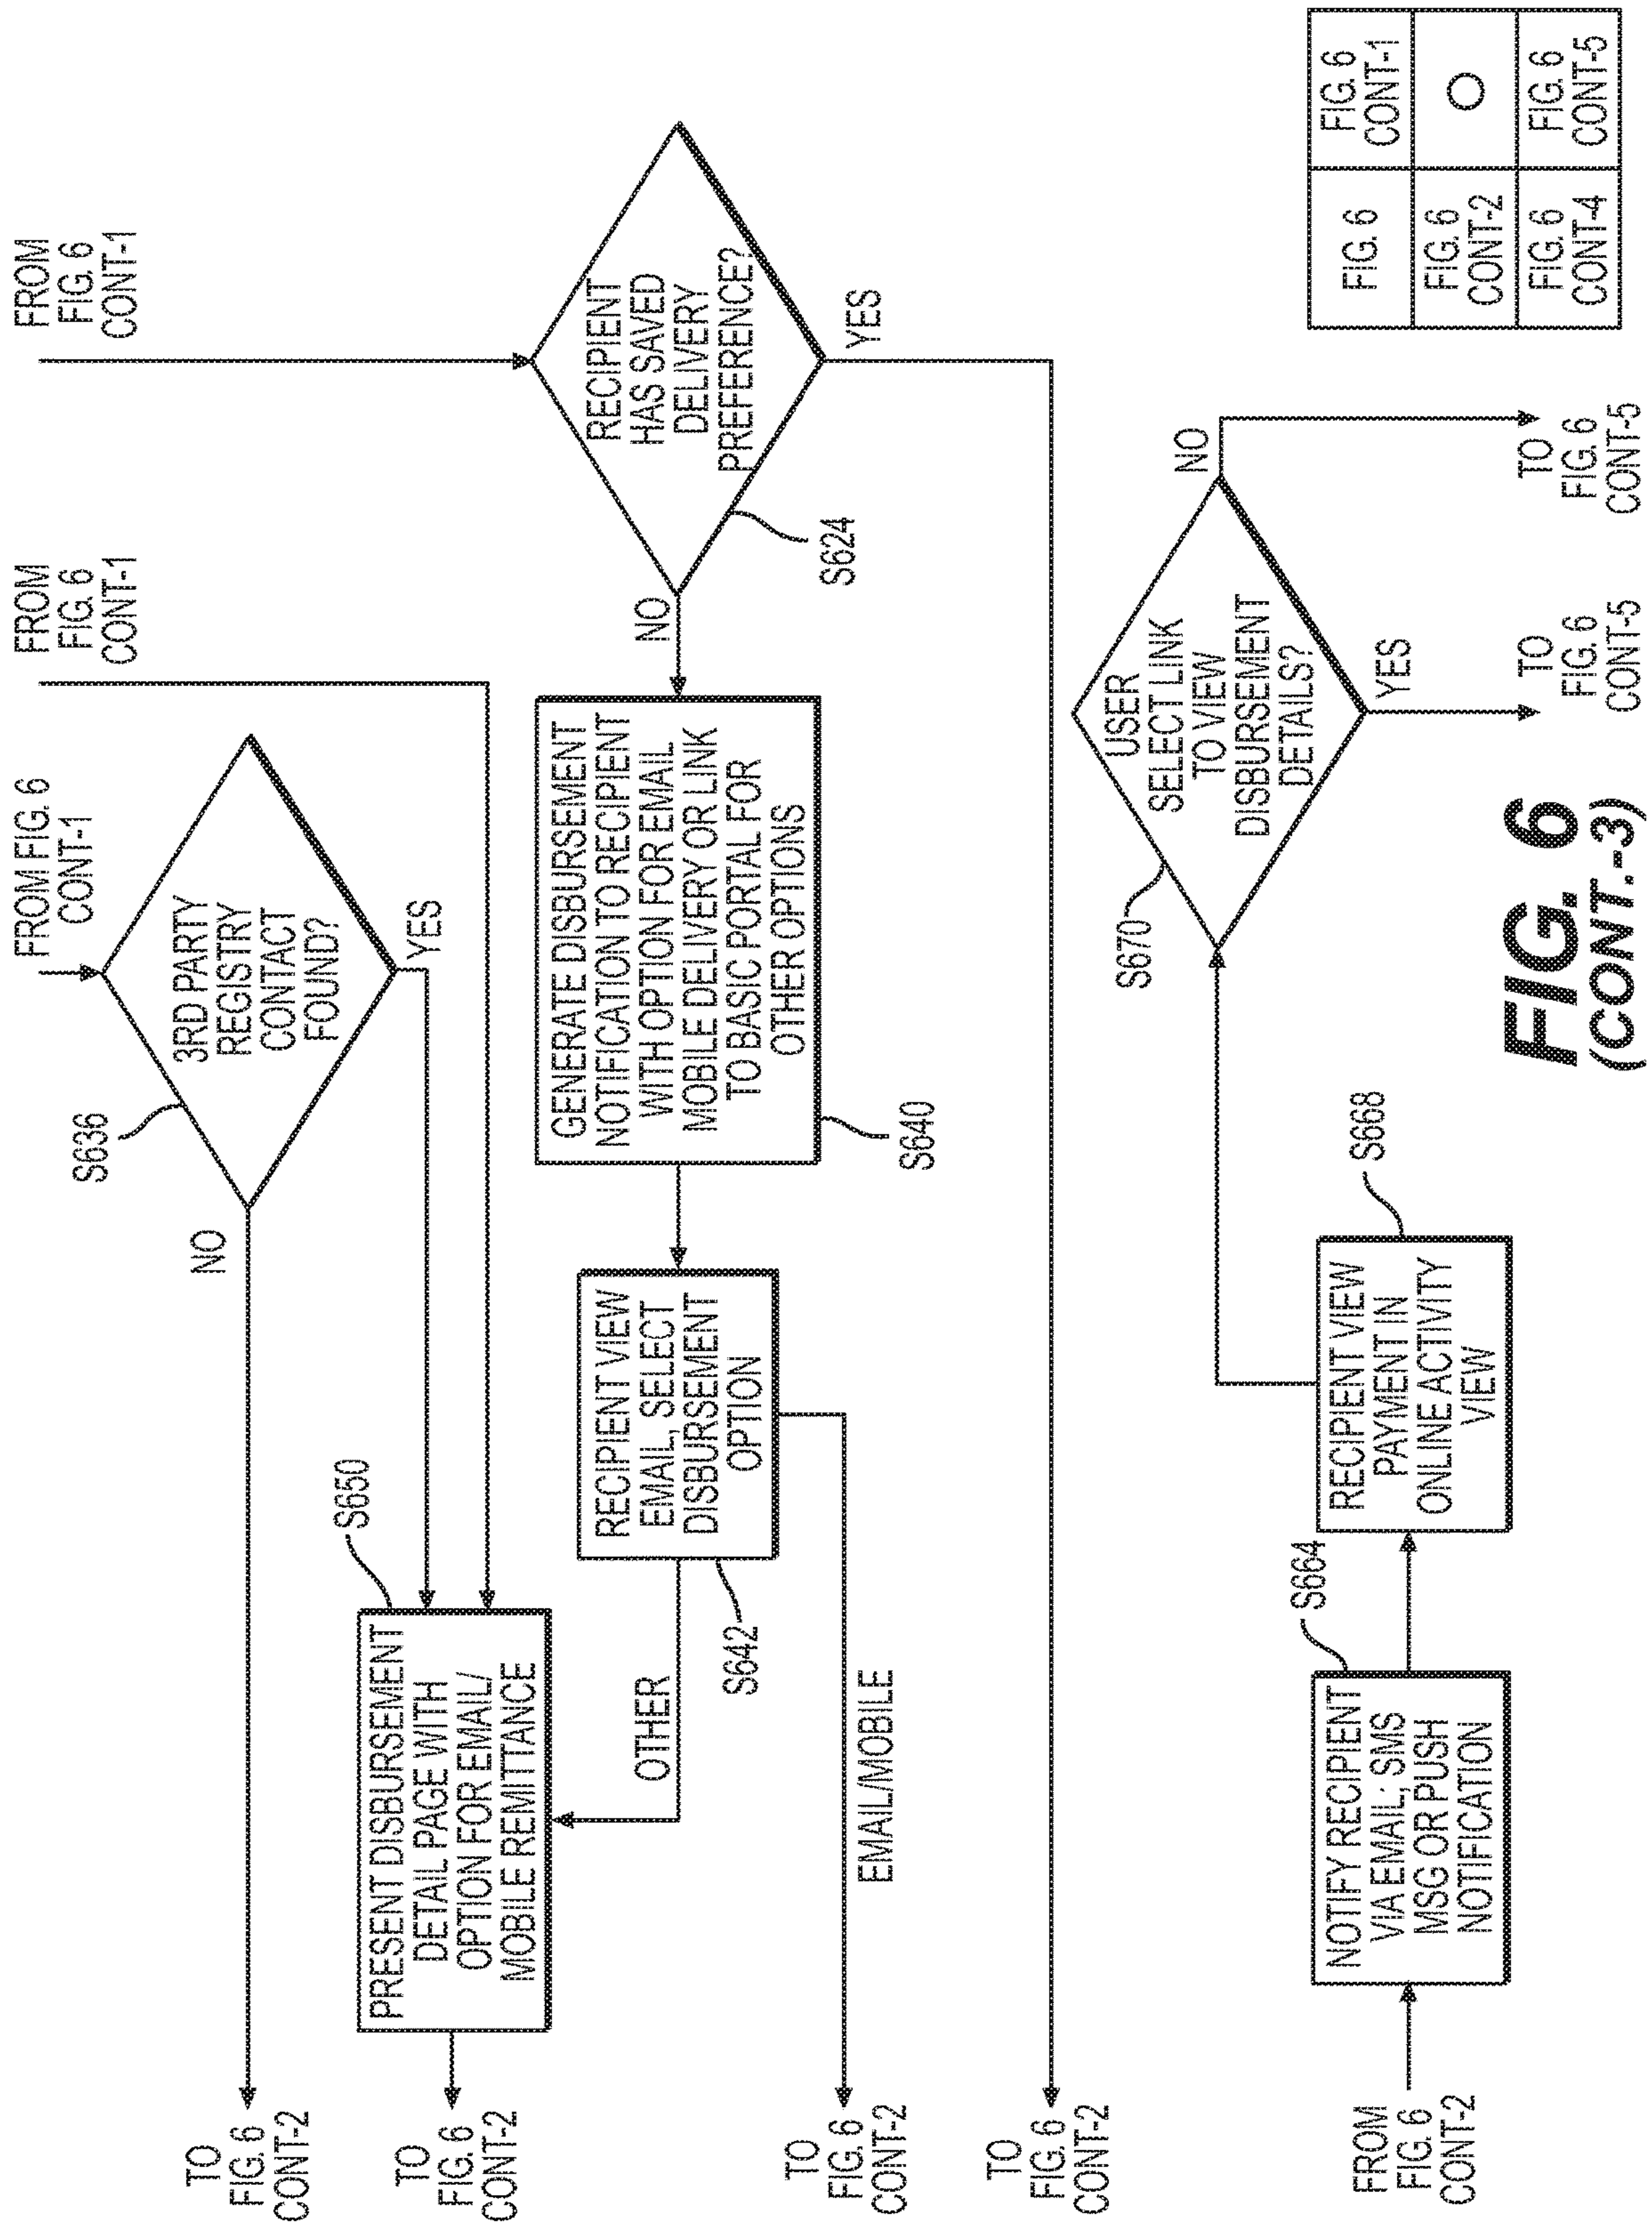 FROM FIG. 6
CONT-1
FROM
FIG. 6
CONT-1
FROM
FIG. 6
CONT-1
S636
3RD PARTY
REGISTRY
CONTACT
FOUND?
NO
YES
TO
FIG. 6
CONT-2
S650
PRESENT DISBURSEMENT
DETAIL PAGE WITH
OPTION FOR EMAIL/
MOBILE REMITTANCE
TO
FIG. 6
CONT-2
RECIPIENT
HAS SAVED
DELIVERY
PREFERENCE?
S624
NO
YES
GENERATE DISBURSEMENT
NOTIFICATION TO RECIPIENT
WITH OPTION FOR EMAIL
MOBILE DELIVERY OR LINK
TO BASIC PORTAL FOR
OTHER OPTIONS
S640
RECIPIENT VIEW
EMAIL, SELECT
DISBURSEMENT
OPTION
S642
OTHER
EMAIL/MOBILE
TO
FIG. 6
CONT-2
TO
FIG. 6
CONT-2
FROM
FIG. 6
CONT-2
S664
NOTIFY RECIPIENT
VIA EMAIL; SMS
MSG OR PUSH
NOTIFICATION
S668
RECIPIENT VIEW
PAYMENT IN
ONLINE ACTIVITY
VIEW
S670
USER
SELECT LINK
TO VIEW
DISBURSEMENT
DETAILS?
NO
YES
TO
FIG. 6
CONT-5
TO
FIG. 6
CONT-5
FIG. 6
FIG. 6
CONT-1
FIG. 6
CONT-2
FIG. 6
CONT-4
FIG. 6
CONT-5
FIG. 6
(CONT.-3)